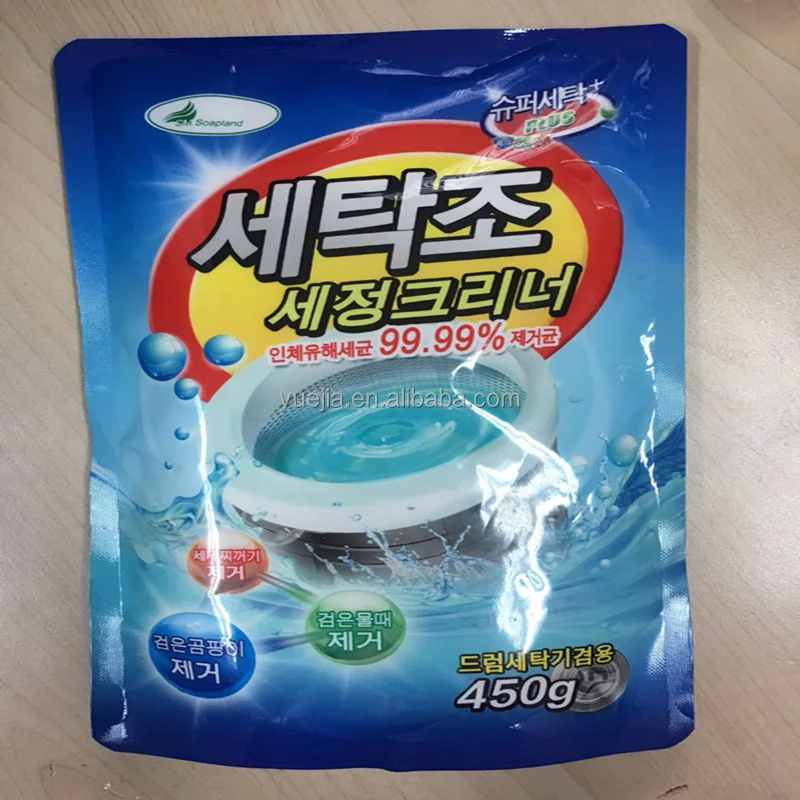 S.M. Soapland
슈퍼세탁+
PLUS
세탁조
세정크리너
인체유해세균 99.99% 제거균
yuejia.en.alibaba.com
제거
검은물때
제거
검은곰팡이
제거
드럼세탁기겸용
450g